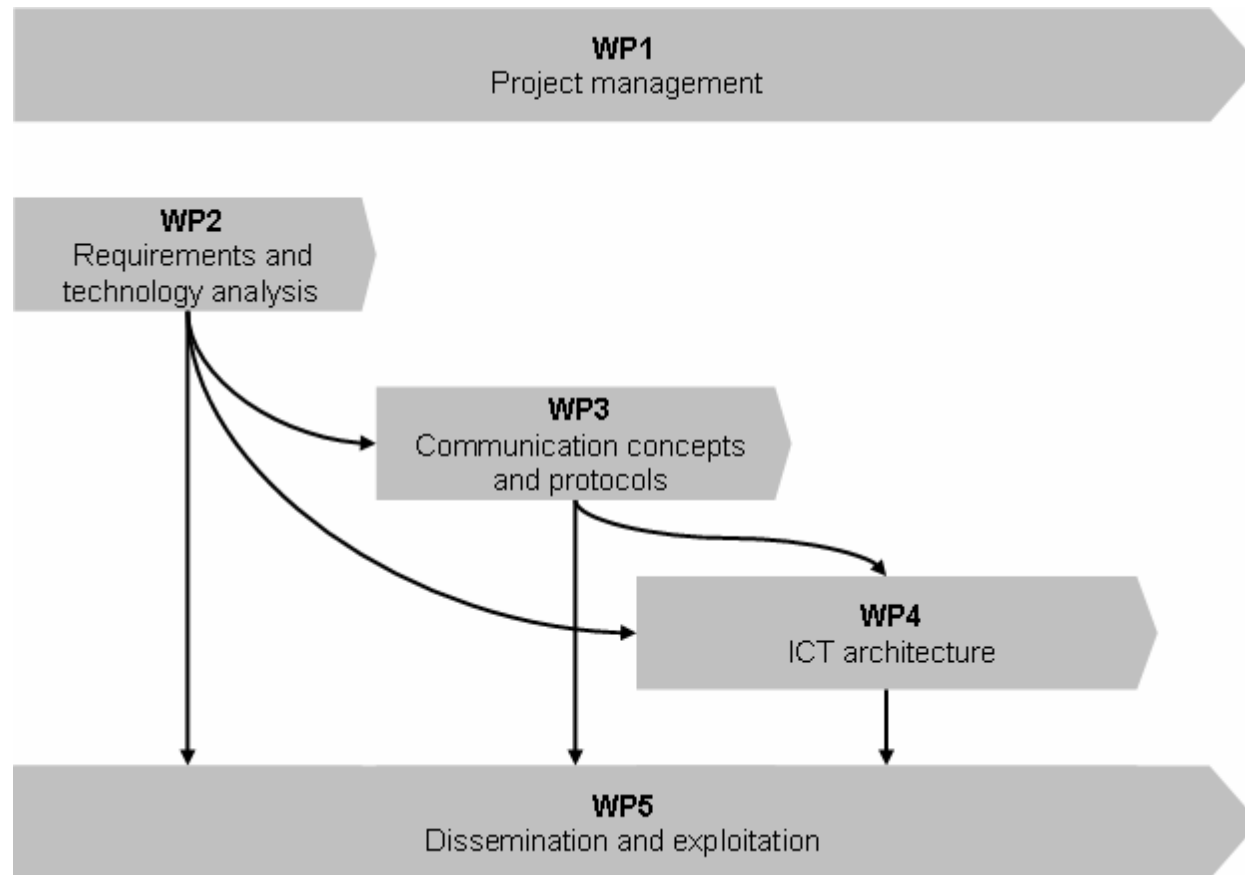 WP1
Project management
WP2
Requirements and
technology analysis
WP3
Communication concepts
and protocols
WP4
ICT architecture
WP5
Dissemination and exploitation